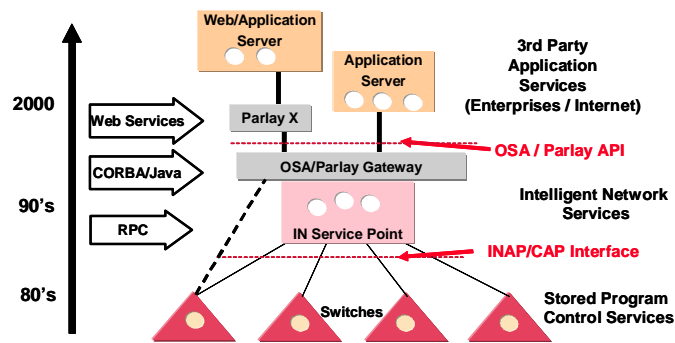 Web/Application
Server
Application
Server
3rd Party
Application
Services
(Enterprises / Internet)
2000
Web Services
Parlay X
OSA / Parlay API
CORBA/Java
OSA/Parlay Gateway
90's
Intelligent Network
Services
RPC
IN Service Point
INAP/CAP Interface
80's
Switches
Stored Program
Control Services